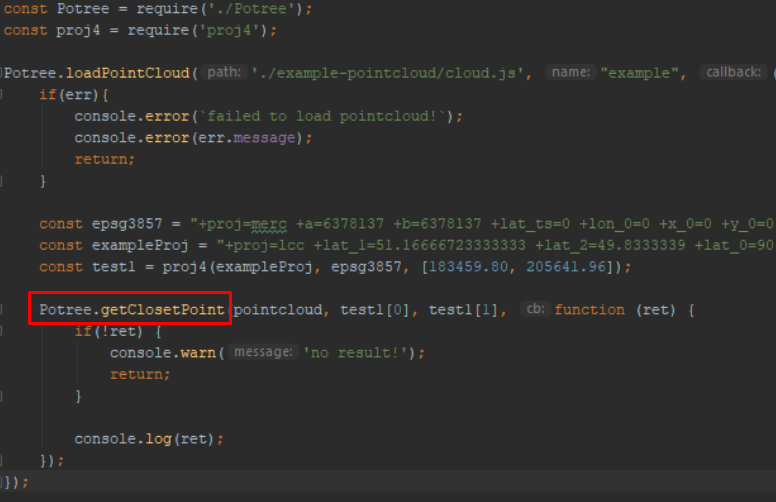 const Potree = require('./Potree');
const proj4 = require('proj4');
Potree.loadPointCloud( path: './example-pointcloud/cloud.js', name: "example", callback: (
if(err){
console.error(`failed to load pointcloud!`);
console.error(err.message);
return;
}
const epsg3857 = "+proj=merc +a=6378137 +b=6378137 +lat_ts=0 +lon_0=0 +x_0=0 +y_0=0
const exampleProj = "+proj=lcc +lat_1=51.16666723333333 +lat_2=49.8333339 +lat_0=90
const test1 = proj4(exampleProj, epsg3857, [183459.80, 205641.96]);
Potree.getClosetPoint(pointcloud, test1[0], test1[1], cb: function (ret) {
if(!ret) {
console.warn( message: 'no result!');
return;
}
console.log(ret);
});
});